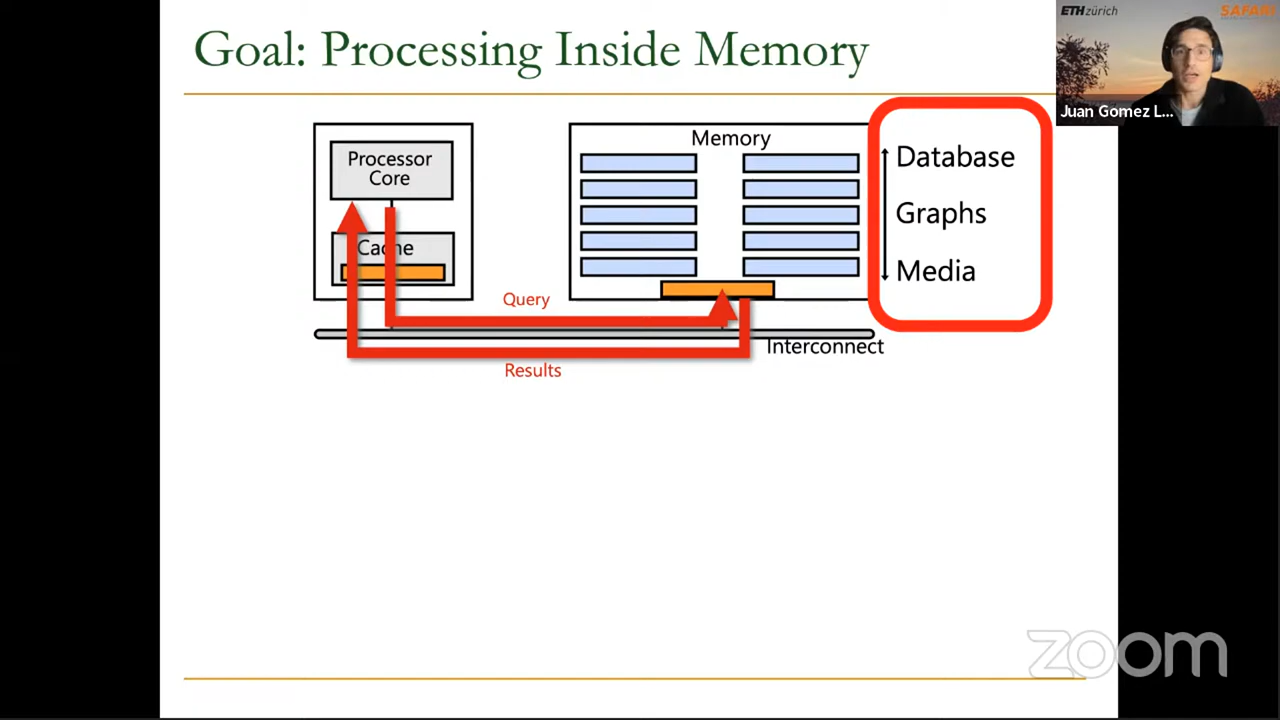 Goal: Processing Inside Memory
ETH zürich
SAFARI
Juan Gomez L...
Processor
Core
Cache
Memory
Database
Graphs
Media
Query
Interconnect
Results
zoom